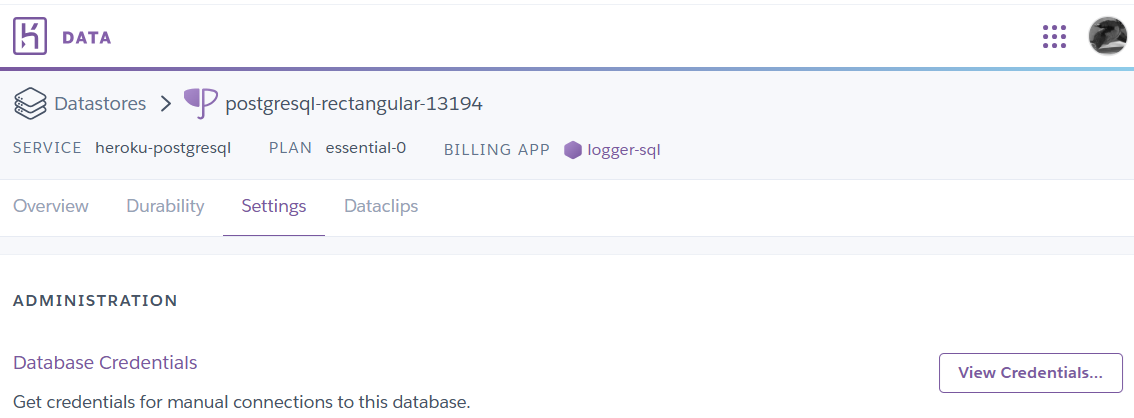 DATA
Datastores postgresql-rectangular-13194
SERVICE heroku-postgresql PLAN essential-0 BILLING APP logger-sql
Overview Durability Settings Dataclips
ADMINISTRATION
Database Credentials
View Credentials...
Get credentials for manual connections to this database.